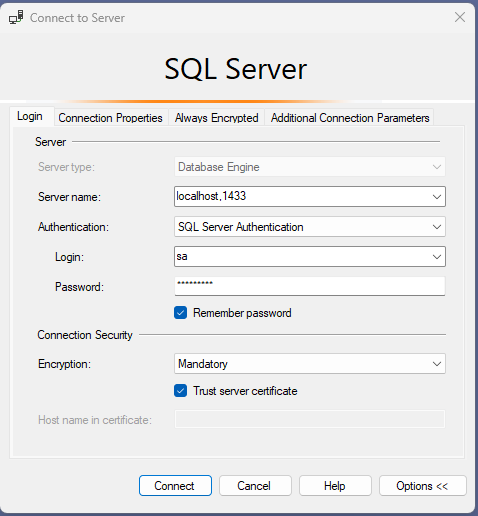 Connect to Server
SQL Server
Login Connection Properties Always Encrypted Additional Connection Parameters
Server
Server type: Database Engine
Server name: localhost,1433
Authentication: SQL Server Authentication
Login: sa
Password: *********
Remember password
Connection Security
Encryption: Mandatory
Trust server certificate
Host name in certificate:
Connect Cancel Help Options <<